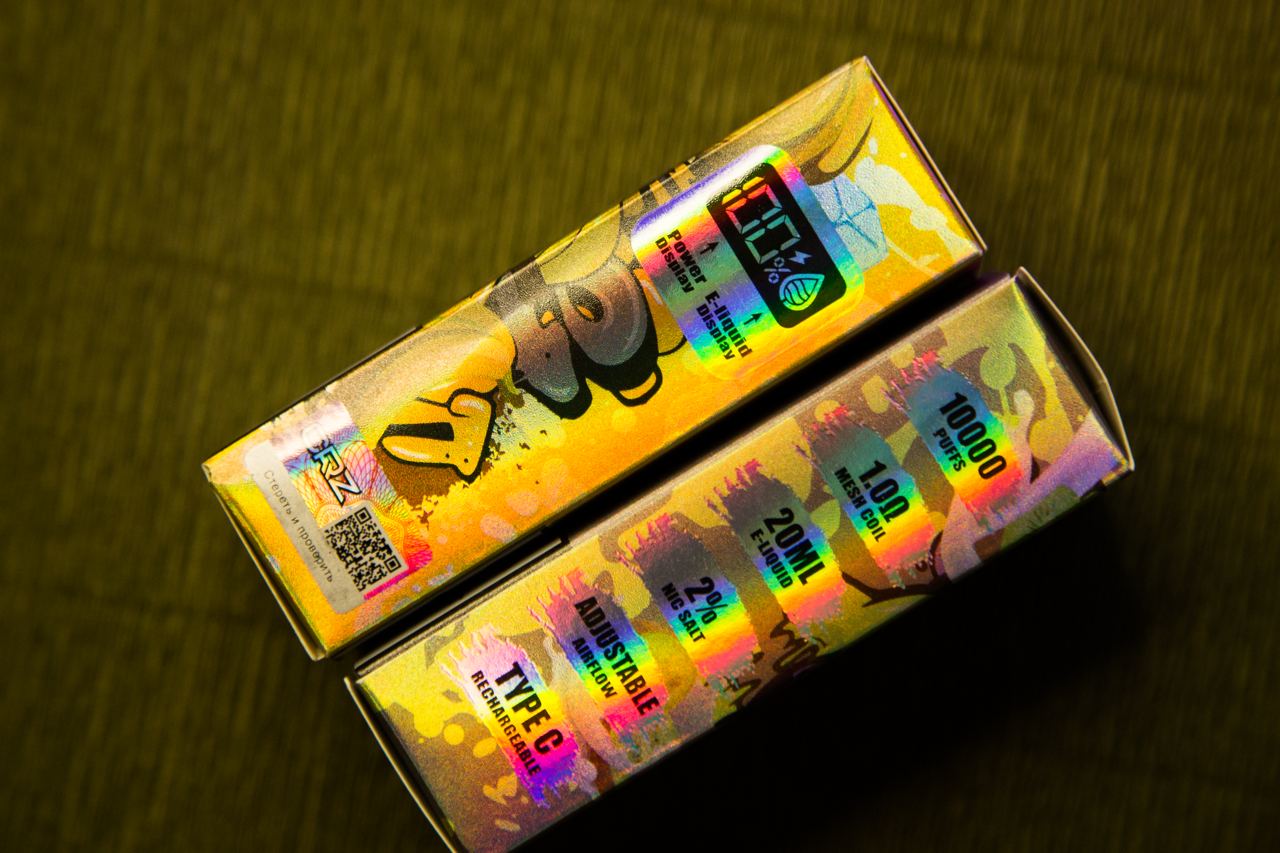 100%
Power
Display
E-liquid
Display
RZ
Стереть и проверить
10000
PUFFS
1.0Ω
MESH COIL
20ML
E-LIQUID
2%
NIC SALT
ADJUSTABLE
AIRFLOW
TYPE C
RECHARGEABLE